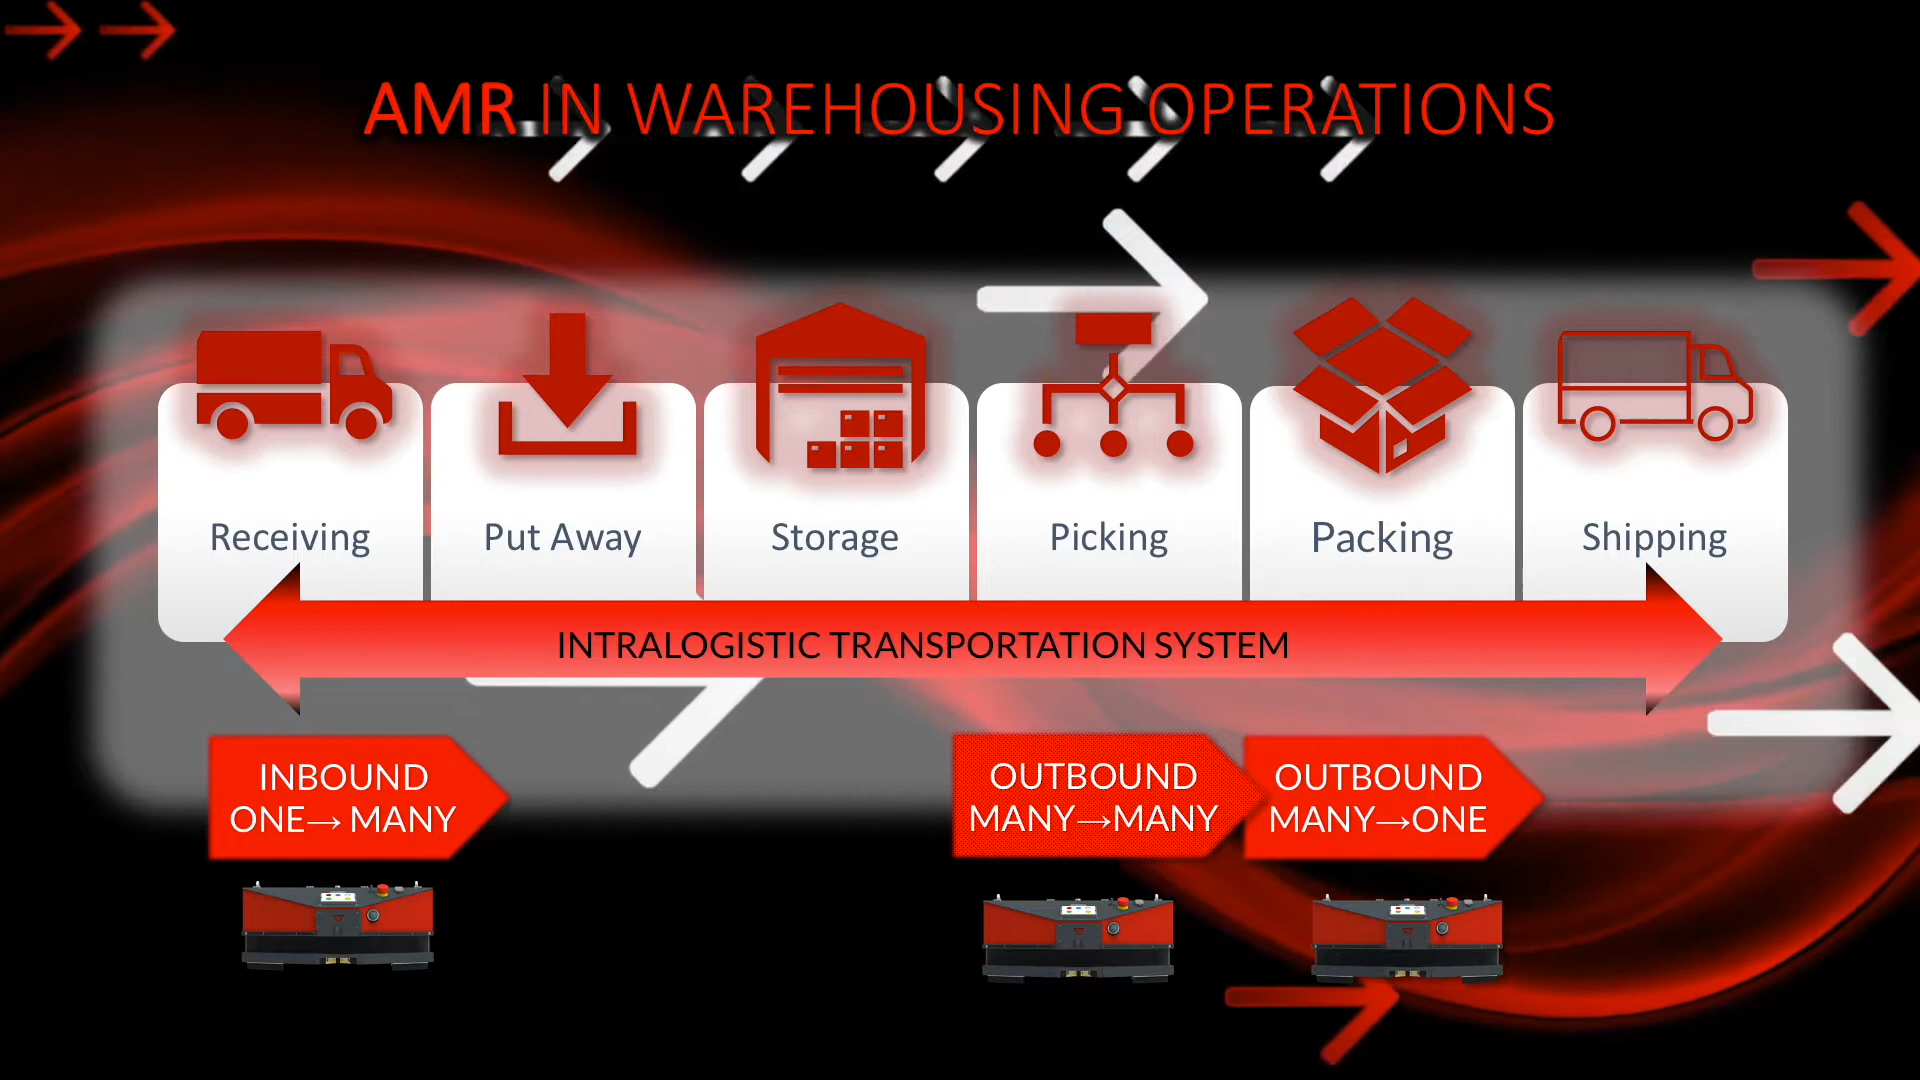 AMR IN WAREHOUSING OPERATIONS
Receiving
Put Away
Storage
Picking
Packing
Shipping
INTRALOGISTIC TRANSPORTATION SYSTEM
INBOUND
ONE→ MANY
OUTBOUND
MANY→MANY
OUTBOUND
MANY→ONE